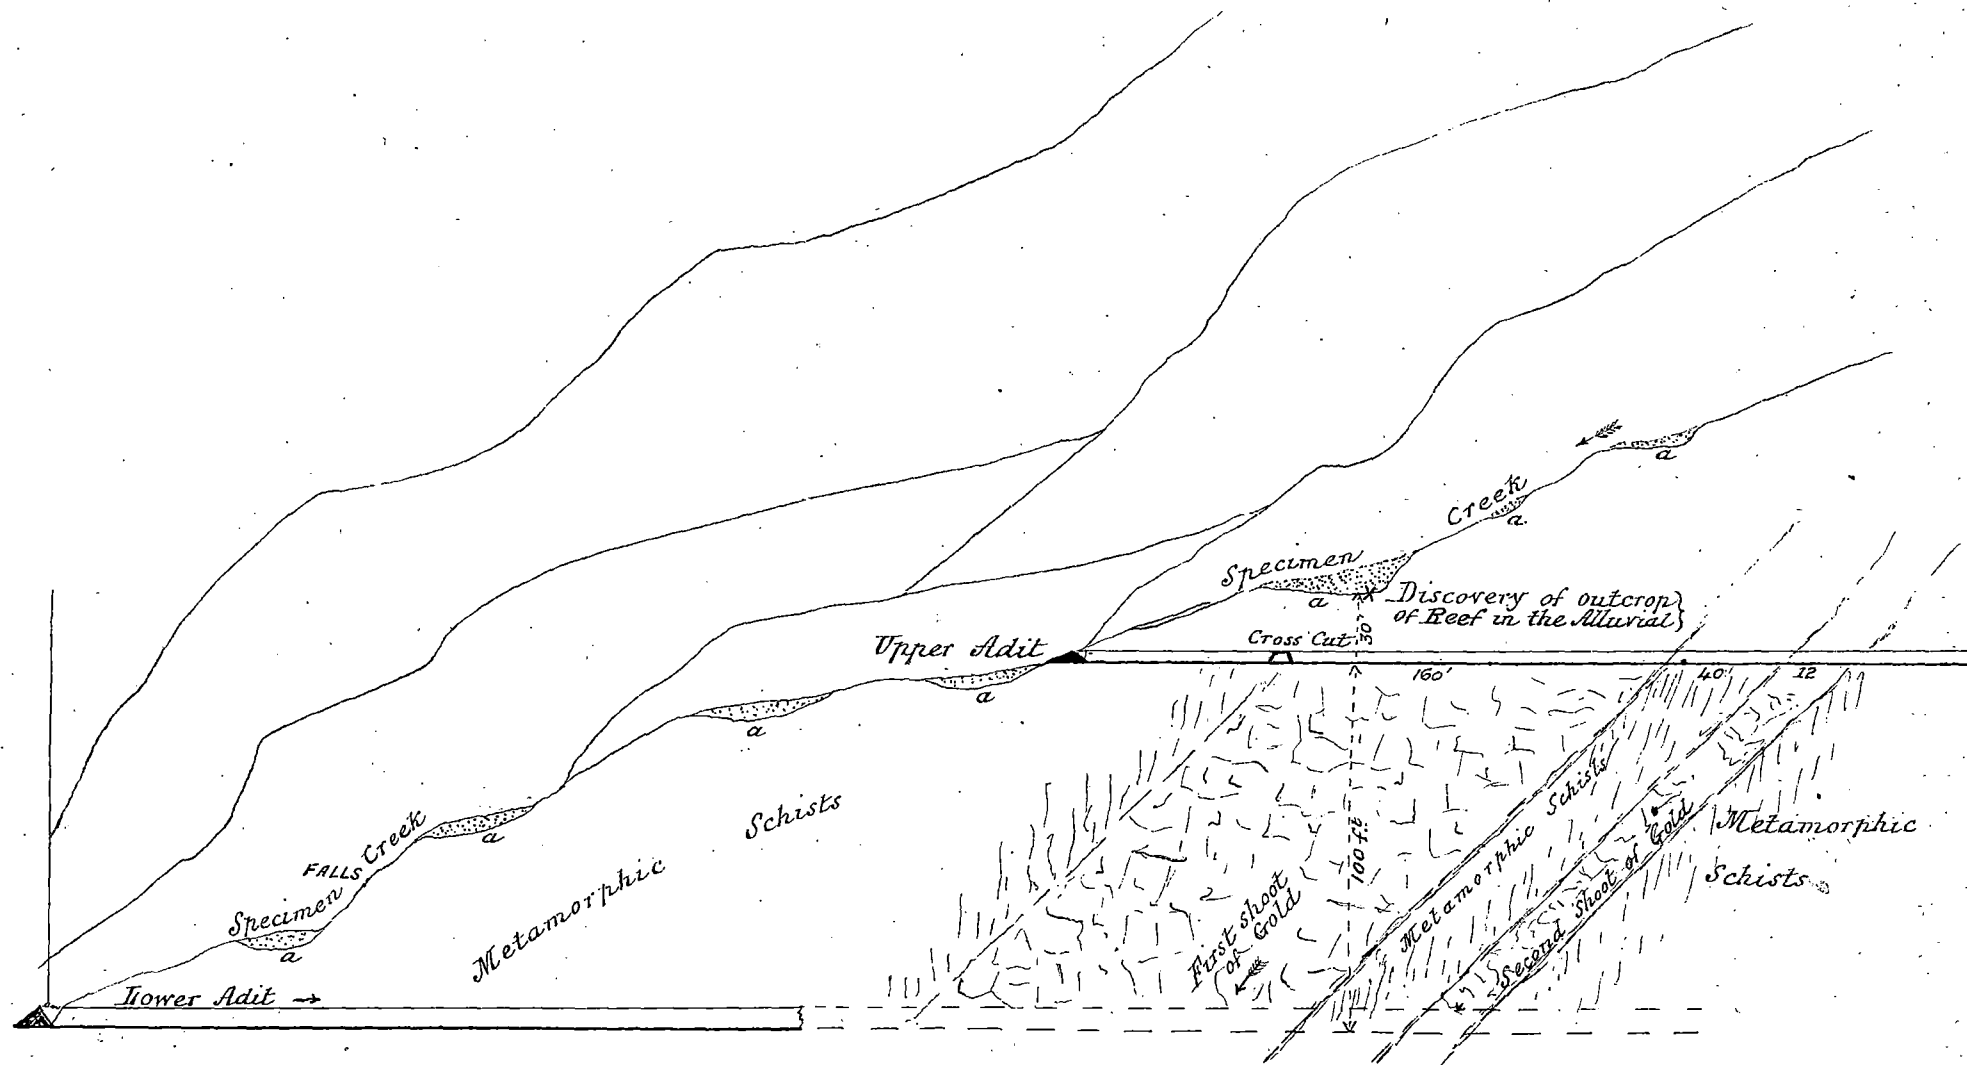 Creek
a
a
Specimen
a
Discovery of outcrop
of Reef in the Alluvial
30'
Upper Adit
Cross Cut
160'
40'
12
a
a
Schists
Metamorphic
100 ft
Metamorphic Schists
Second Shoot of Gold
Metamorphic
Schists
First shoot
of Gold
a
FALLS
Creek
Specimen
a
Lower Adit →